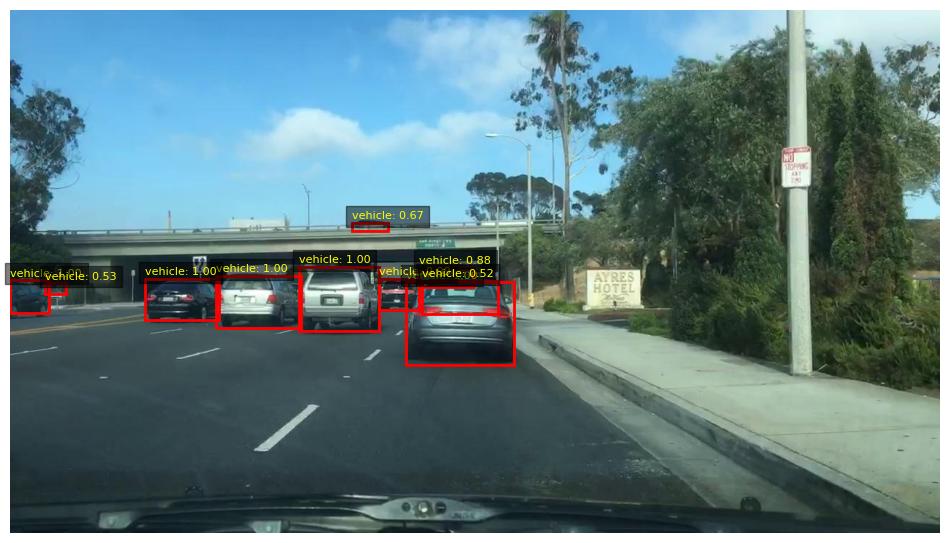 vehicle: 0.67
vehicle: 0.88
vehicle: 1.00
vehicle: 0.53
vehicle: 1.00
vehicle: 1.00
vehicle: 0.52
NO
STOPPING
ANY
TIME
AYRES
HOTEL